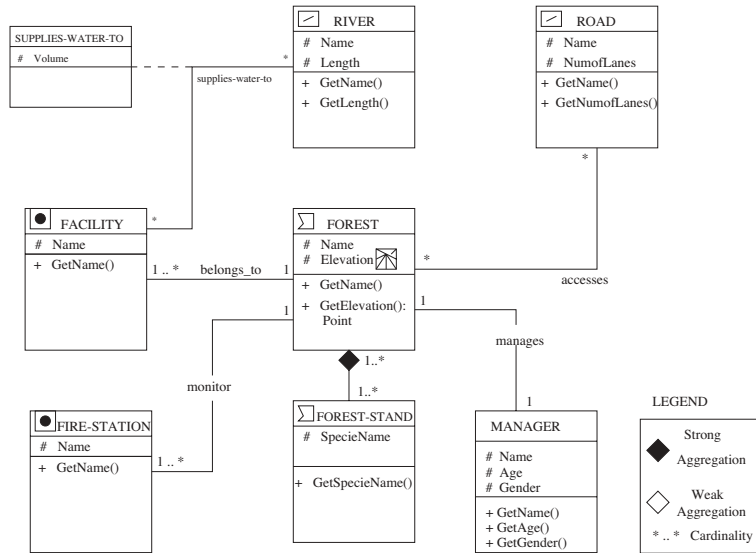 SUPPLIES-WATER-TO
# Volume
supplies-water-to
*
*
RIVER
# Name
# Length
+ GetName()
+ GetLength()
ROAD
# Name
# NumofLanes
+ GetName()
+ GetNumofLanes()
*
FACILITY
# Name
+ GetName()
1 .. *
belongs_to
1
FOREST
# Name
# Elevation
+ GetName()
+ GetElevation():
Point
*
accesses
1
manages
1
1
monitor
1 .. *
1..*
1..*
FIRE-STATION
# Name
+ GetName()
FOREST-STAND
# SpecieName
+ GetSpecieName()
MANAGER
# Name
# Age
# Gender
+ GetName()
+ GetAge()
+ GetGender()
LEGEND
Strong
Aggregation
Weak
Aggregation
* .. * Cardinality